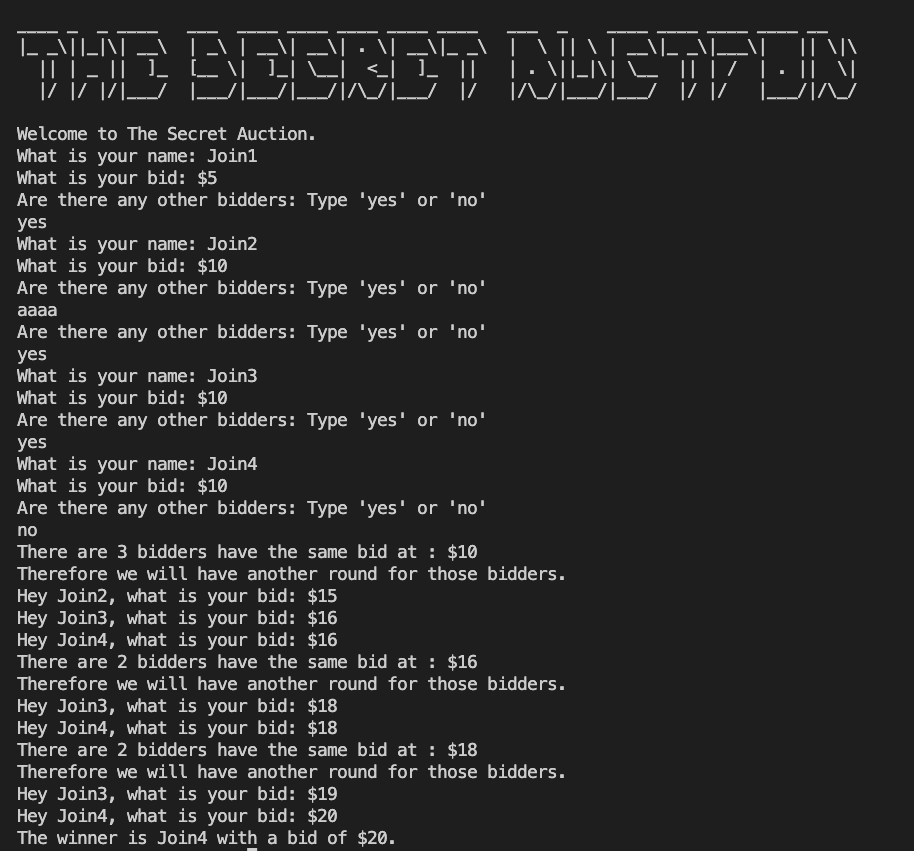 THE SECRET AUCTION
Welcome to The Secret Auction.
What is your name: Join1
What is your bid: $5
Are there any other bidders: Type 'yes' or 'no'
yes
What is your name: Join2
What is your bid: $10
Are there any other bidders: Type 'yes' or 'no'
aaaa
Are there any other bidders: Type 'yes' or 'no'
yes
What is your name: Join3
What is your bid: $10
Are there any other bidders: Type 'yes' or 'no'
yes
What is your name: Join4
What is your bid: $10
Are there any other bidders: Type 'yes' or 'no'
no
There are 3 bidders have the same bid at : $10
Therefore we will have another round for those bidders.
Hey Join2, what is your bid: $15
Hey Join3, what is your bid: $16
Hey Join4, what is your bid: $16
There are 2 bidders have the same bid at : $16
Therefore we will have another round for those bidders.
Hey Join3, what is your bid: $18
Hey Join4, what is your bid: $18
There are 2 bidders have the same bid at : $18
Therefore we will have another round for those bidders.
Hey Join3, what is your bid: $19
Hey Join4, what is your bid: $20
The winner is Join4 with a bid of $20.